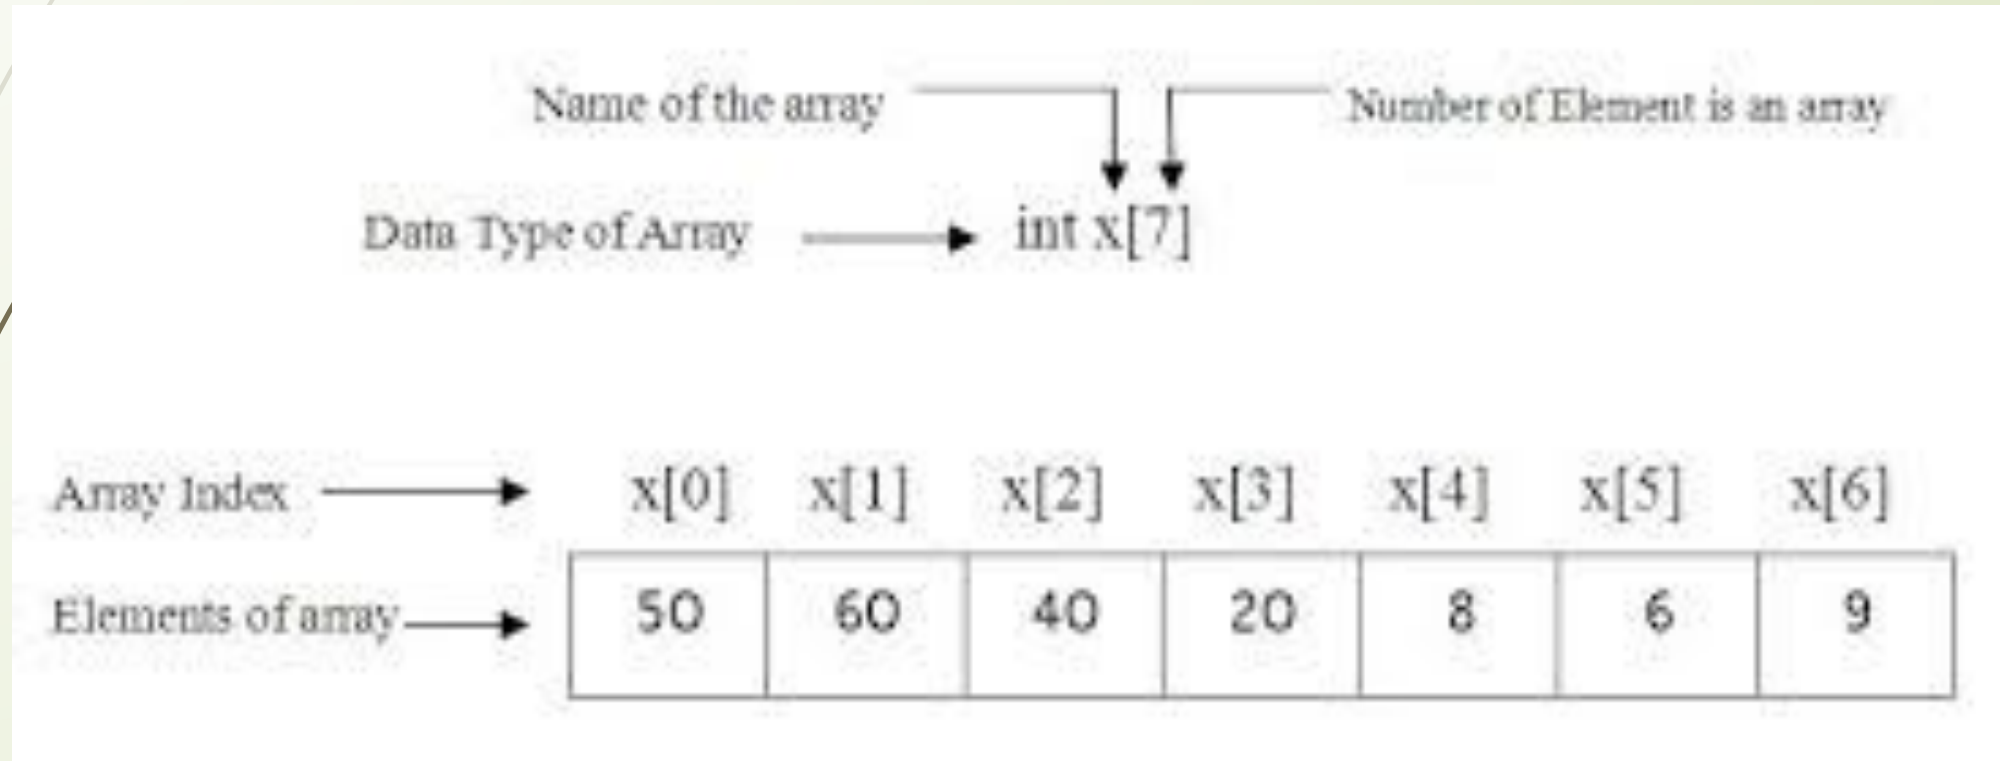 Name of the array Number of Element is an array
Data Type of Array int x[7]
Array Index x[0] x[1] x[2] x[3] x[4] x[5] x[6]
Elements of array 50 60 40 20 8 6 9